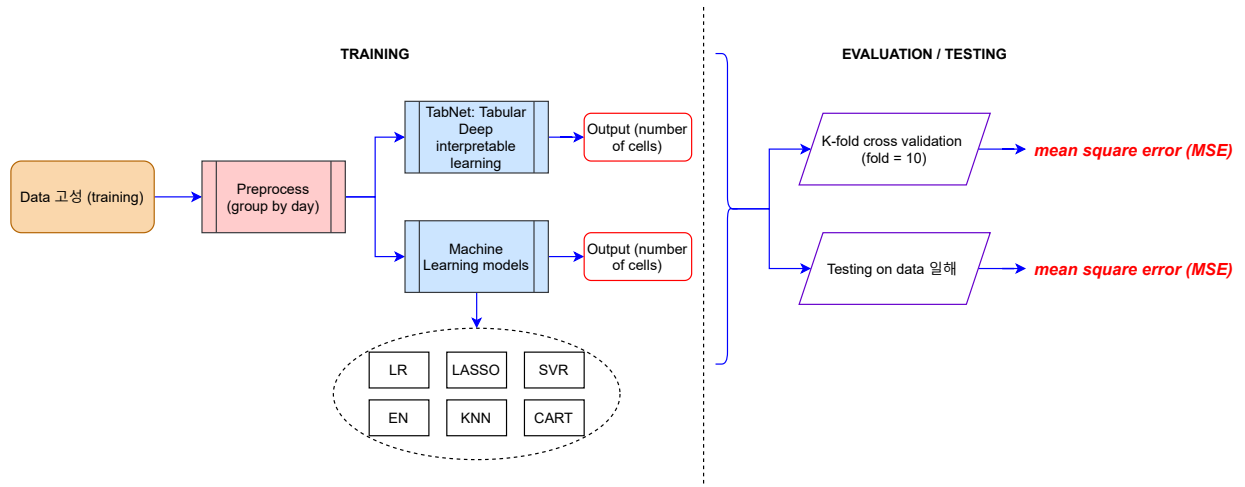 TRAINING
EVALUATION / TESTING
Data 고성 (training)
Preprocess
(group by day)
TabNet: Tabular
Deep
interpretable
learning
Output (number
of cells)
Machine
Learning models
Output (number
of cells)
LR
LASSO
SVR
EN
KNN
CART
K-fold cross validation
(fold = 10)
mean square error (MSE)
Testing on data 일해
mean square error (MSE)